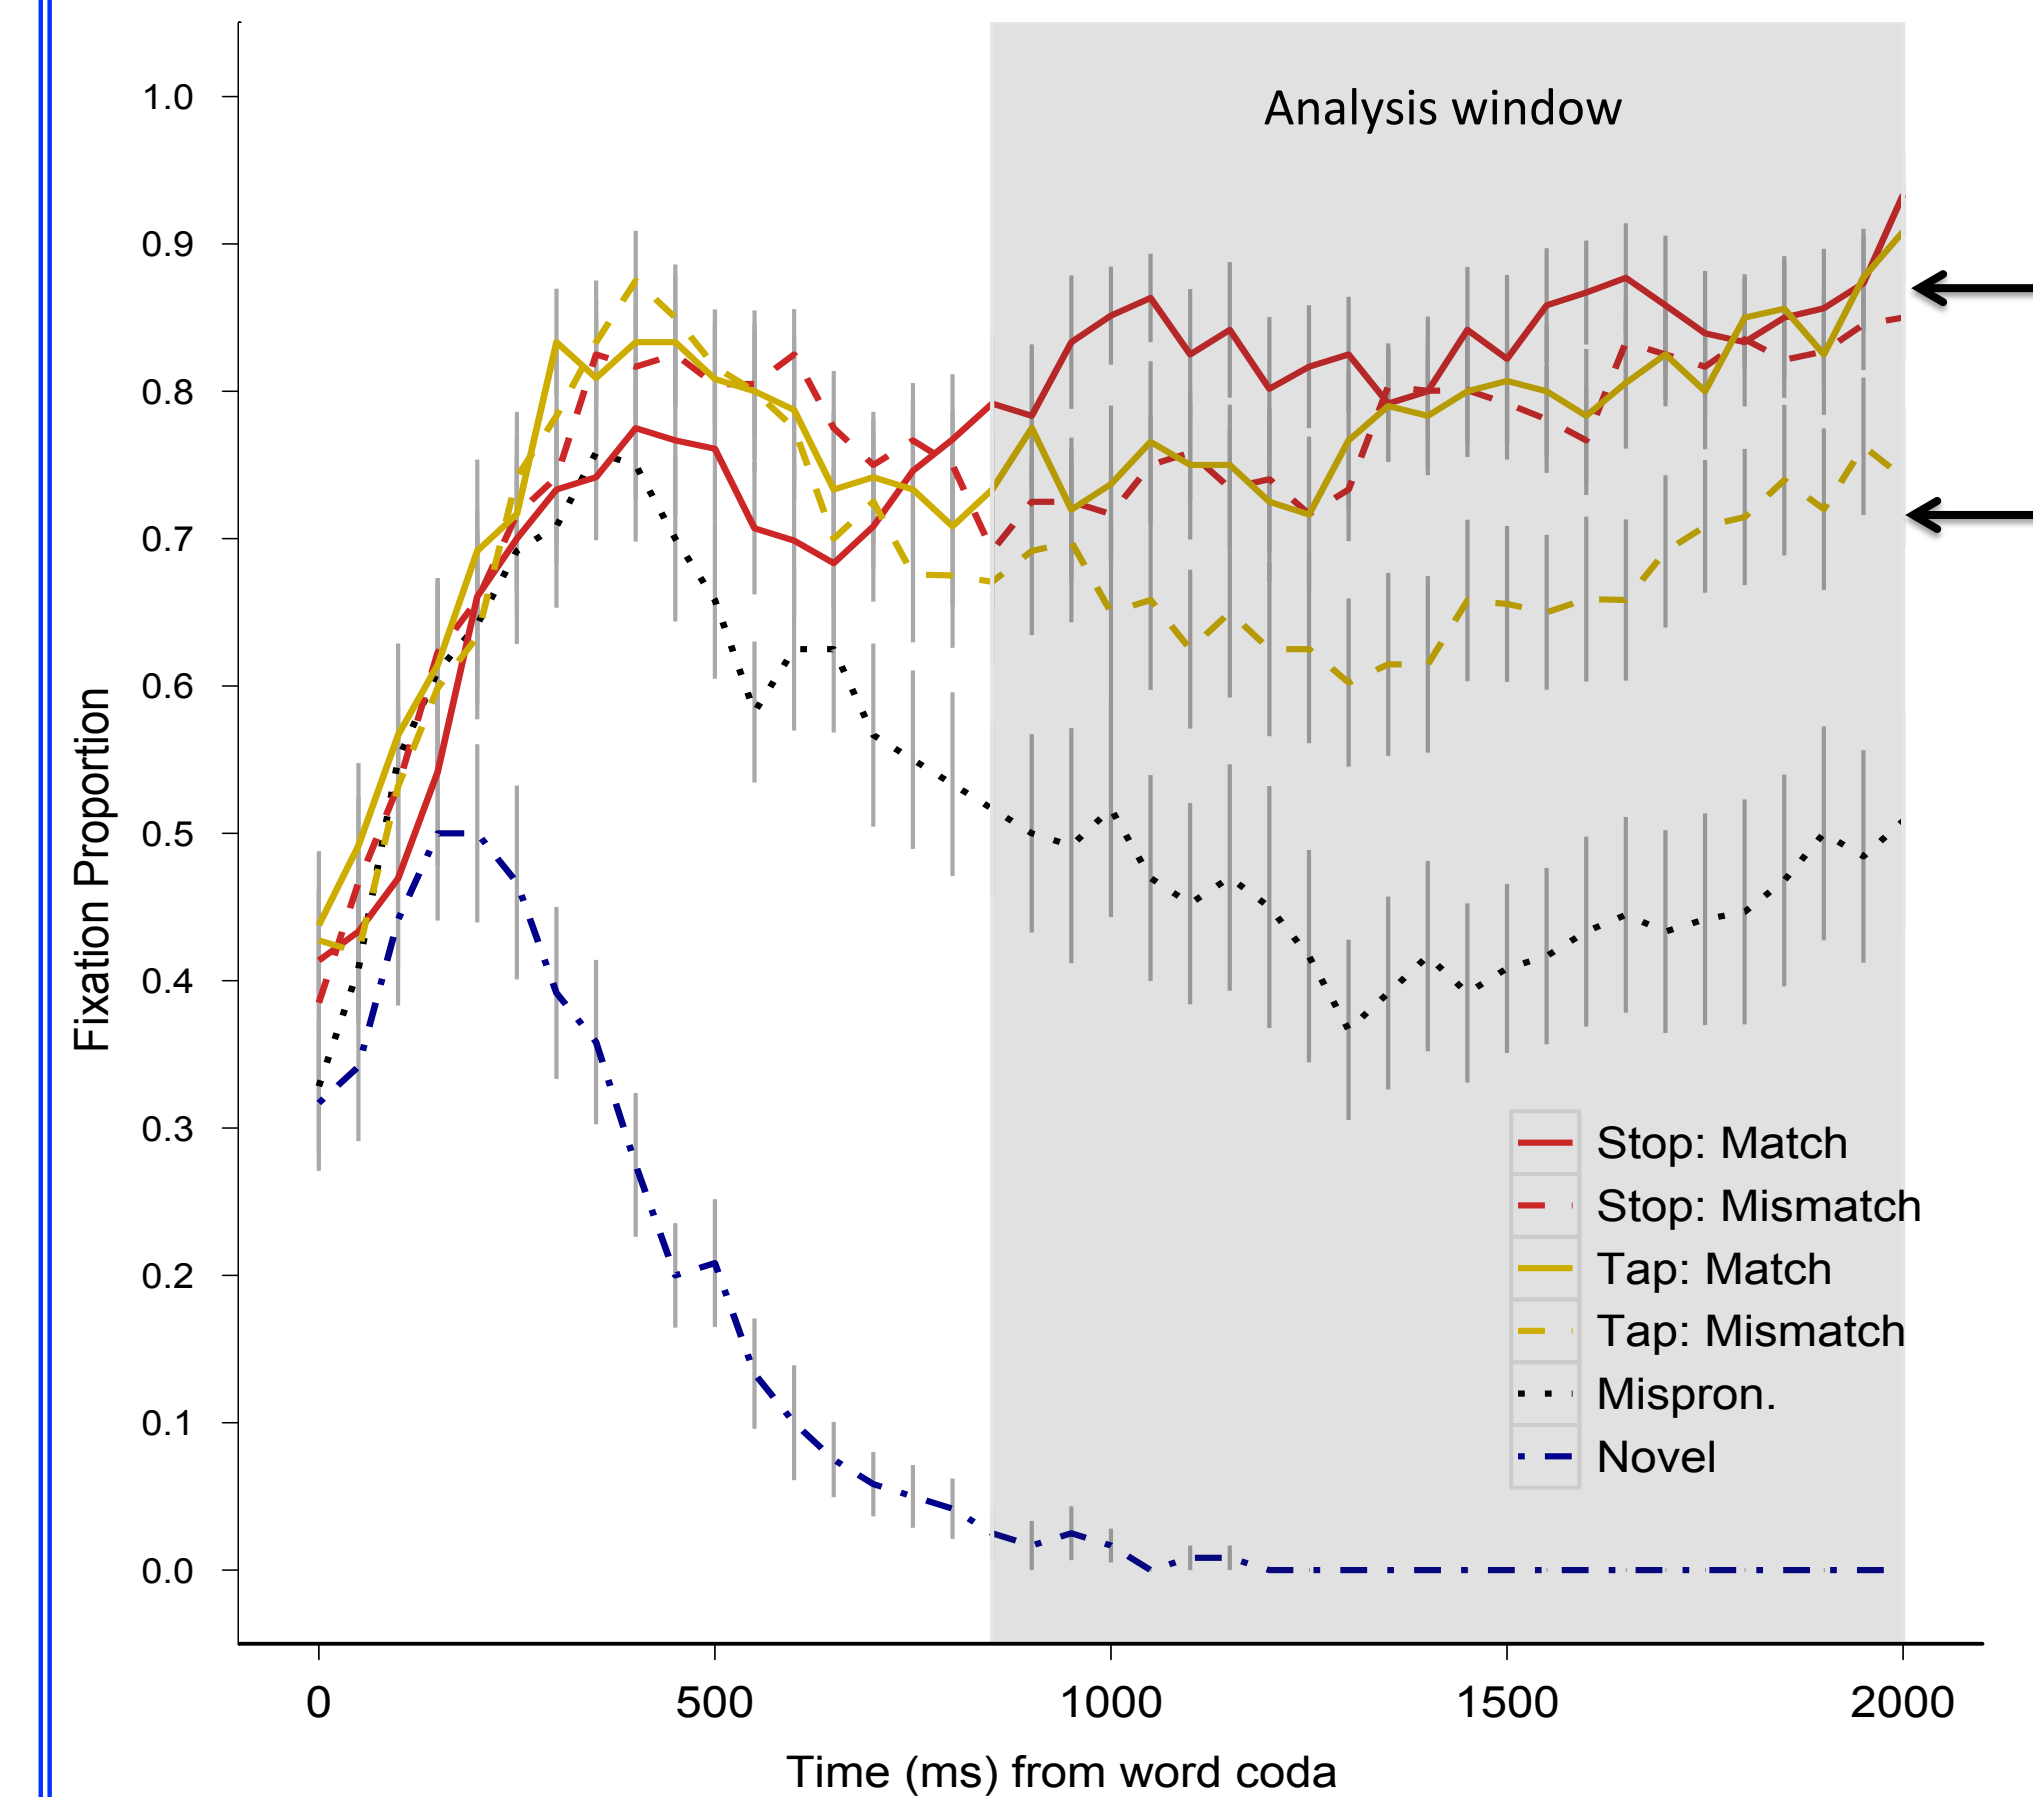 Analysis window
1.0
0.9
0.8
0.7
0.6
0.5
0.4
0.3
0.2
0.1
0.0
Fixation Proportion
Stop: Match
Stop: Mismatch
Tap: Match
Tap: Mismatch
Mispron.
Novel
0 500 1000 1500 2000
Time (ms) from word coda